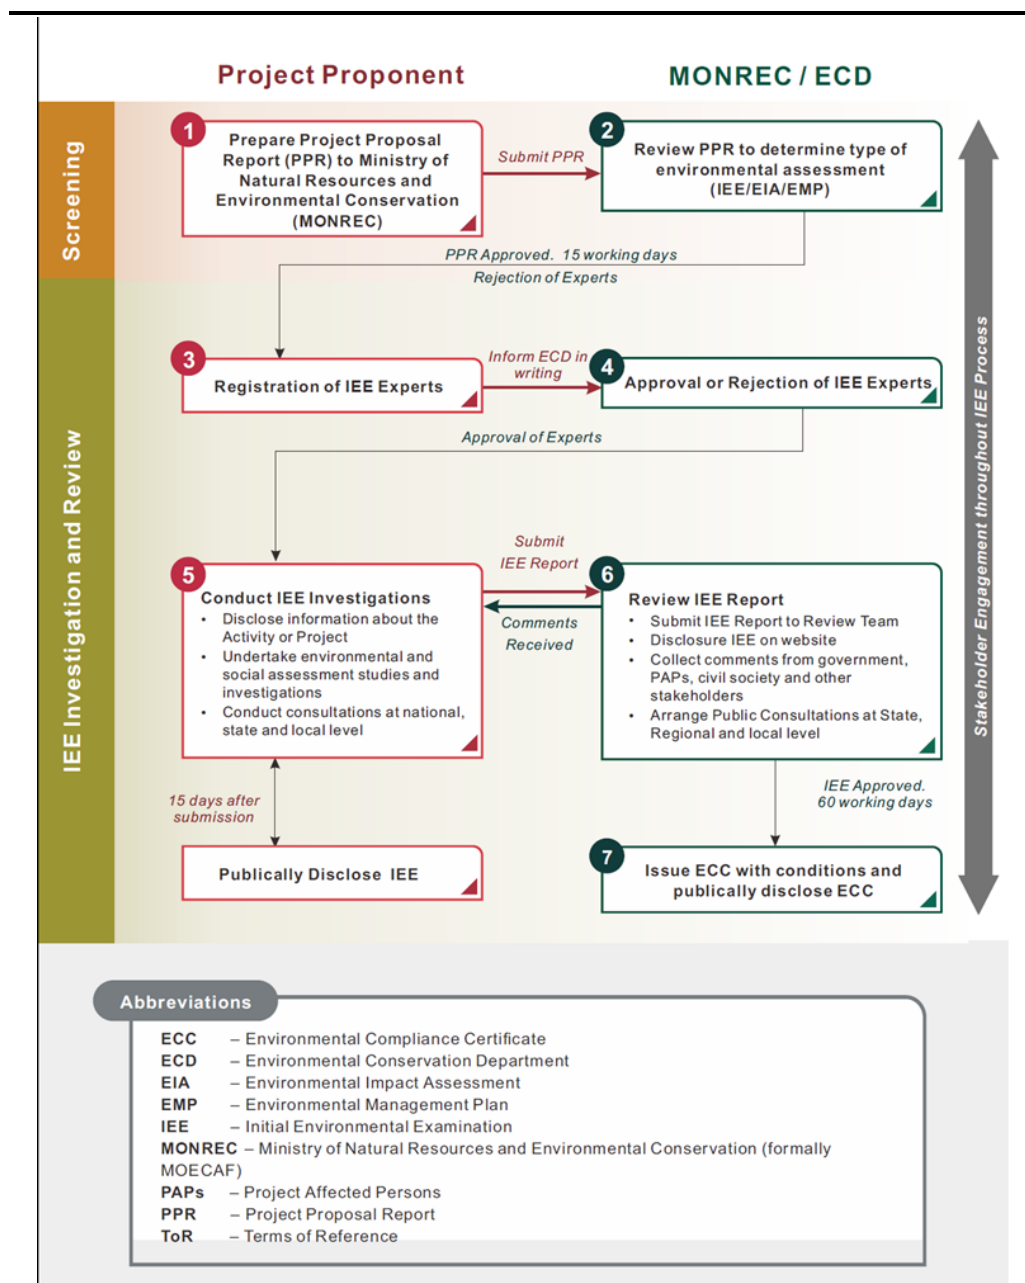 Project Proponent
MONREC / ECD
Screening
1
Prepare Project Proposal
Report (PPR) to Ministry of
Natural Resources and
Environmental Conservation
(MONREC)
Submit PPR
2
Review PPR to determine type of
environmental assessment
(IEE/EIA/EMP)
PPR Approved. 15 working days
Rejection of Experts
IEE Investigation and Review
3
Registration of IEE Experts
Inform ECD in
writing
4
Approval or Rejection of IEE Experts
Approval of Experts
5
Conduct IEE Investigations
• Disclose information about the
Activity or Project
• Undertake environmental and
social assessment studies and
investigations
• Conduct consultations at national,
state and local level
Submit
IEE Report
Comments
Received
6
Review IEE Report
• Submit IEE Report to Review Team
• Disclosure IEE on website
• Collect comments from government,
PAPs, civil society and other
stakeholders
• Arrange Public Consultations at State,
Regional and local level
15 days after
submission
IEE Approved.
60 working days
Publically Disclose IEE
7
Issue ECC with conditions and
publically disclose ECC
Stakeholder Engagement throughout IEE Process
Abbreviations
ECC – Environmental Compliance Certificate
ECD – Environmental Conservation Department
EIA – Environmental Impact Assessment
EMP – Environmental Management Plan
IEE – Initial Environmental Examination
MONREC – Ministry of Natural Resources and Environmental Conservation (formally
MOECAF)
PAPs – Project Affected Persons
PPR – Project Proposal Report
ToR – Terms of Reference